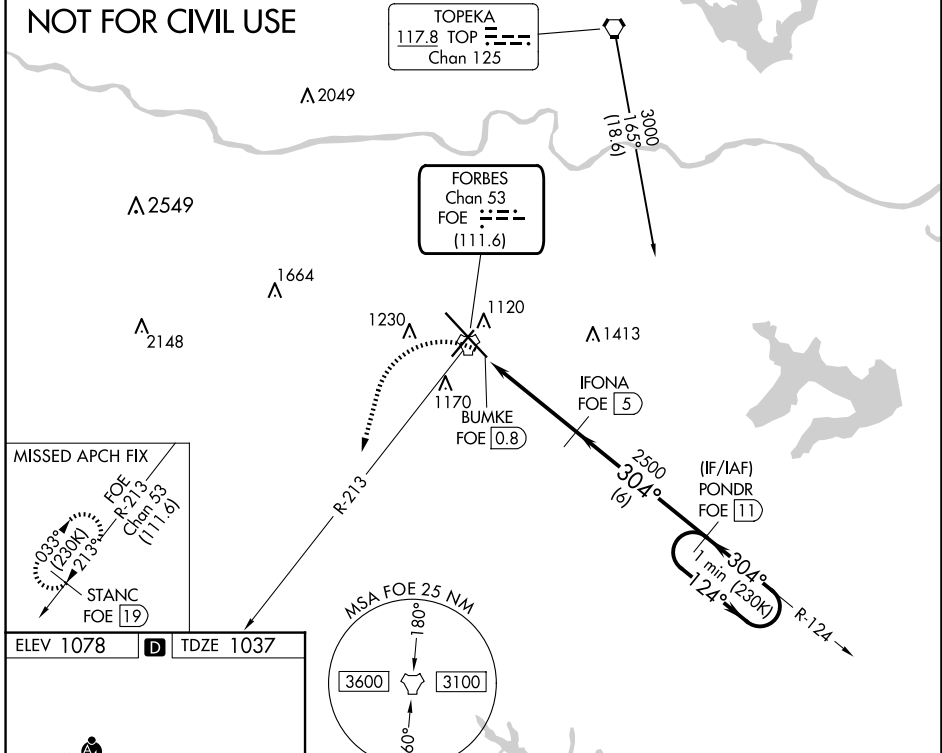 NOT FOR CIVIL USE
TOPEKA
117.8 TOP
Chan 125
3000
165°
(18.6)
2049
2549
FORBES
Chan 53
FOE
(111.6)
1664
2148
1230
1120
1413
1170
BUMKE
FOE 0.8
IFONA
FOE 5
2500
304°
(6)
(IF/IAF)
PONDR
FOE 11
304°
1 min (230K)
124°
R-124
R-213
MISSED APCH FIX
FOE
R-213
Chan 53
(111.6)
033°
(230K)
213°
STANC
FOE 19
ELEV 1078 D TDZE 1037
MSA FOE 25 NM
180°
3600
3100